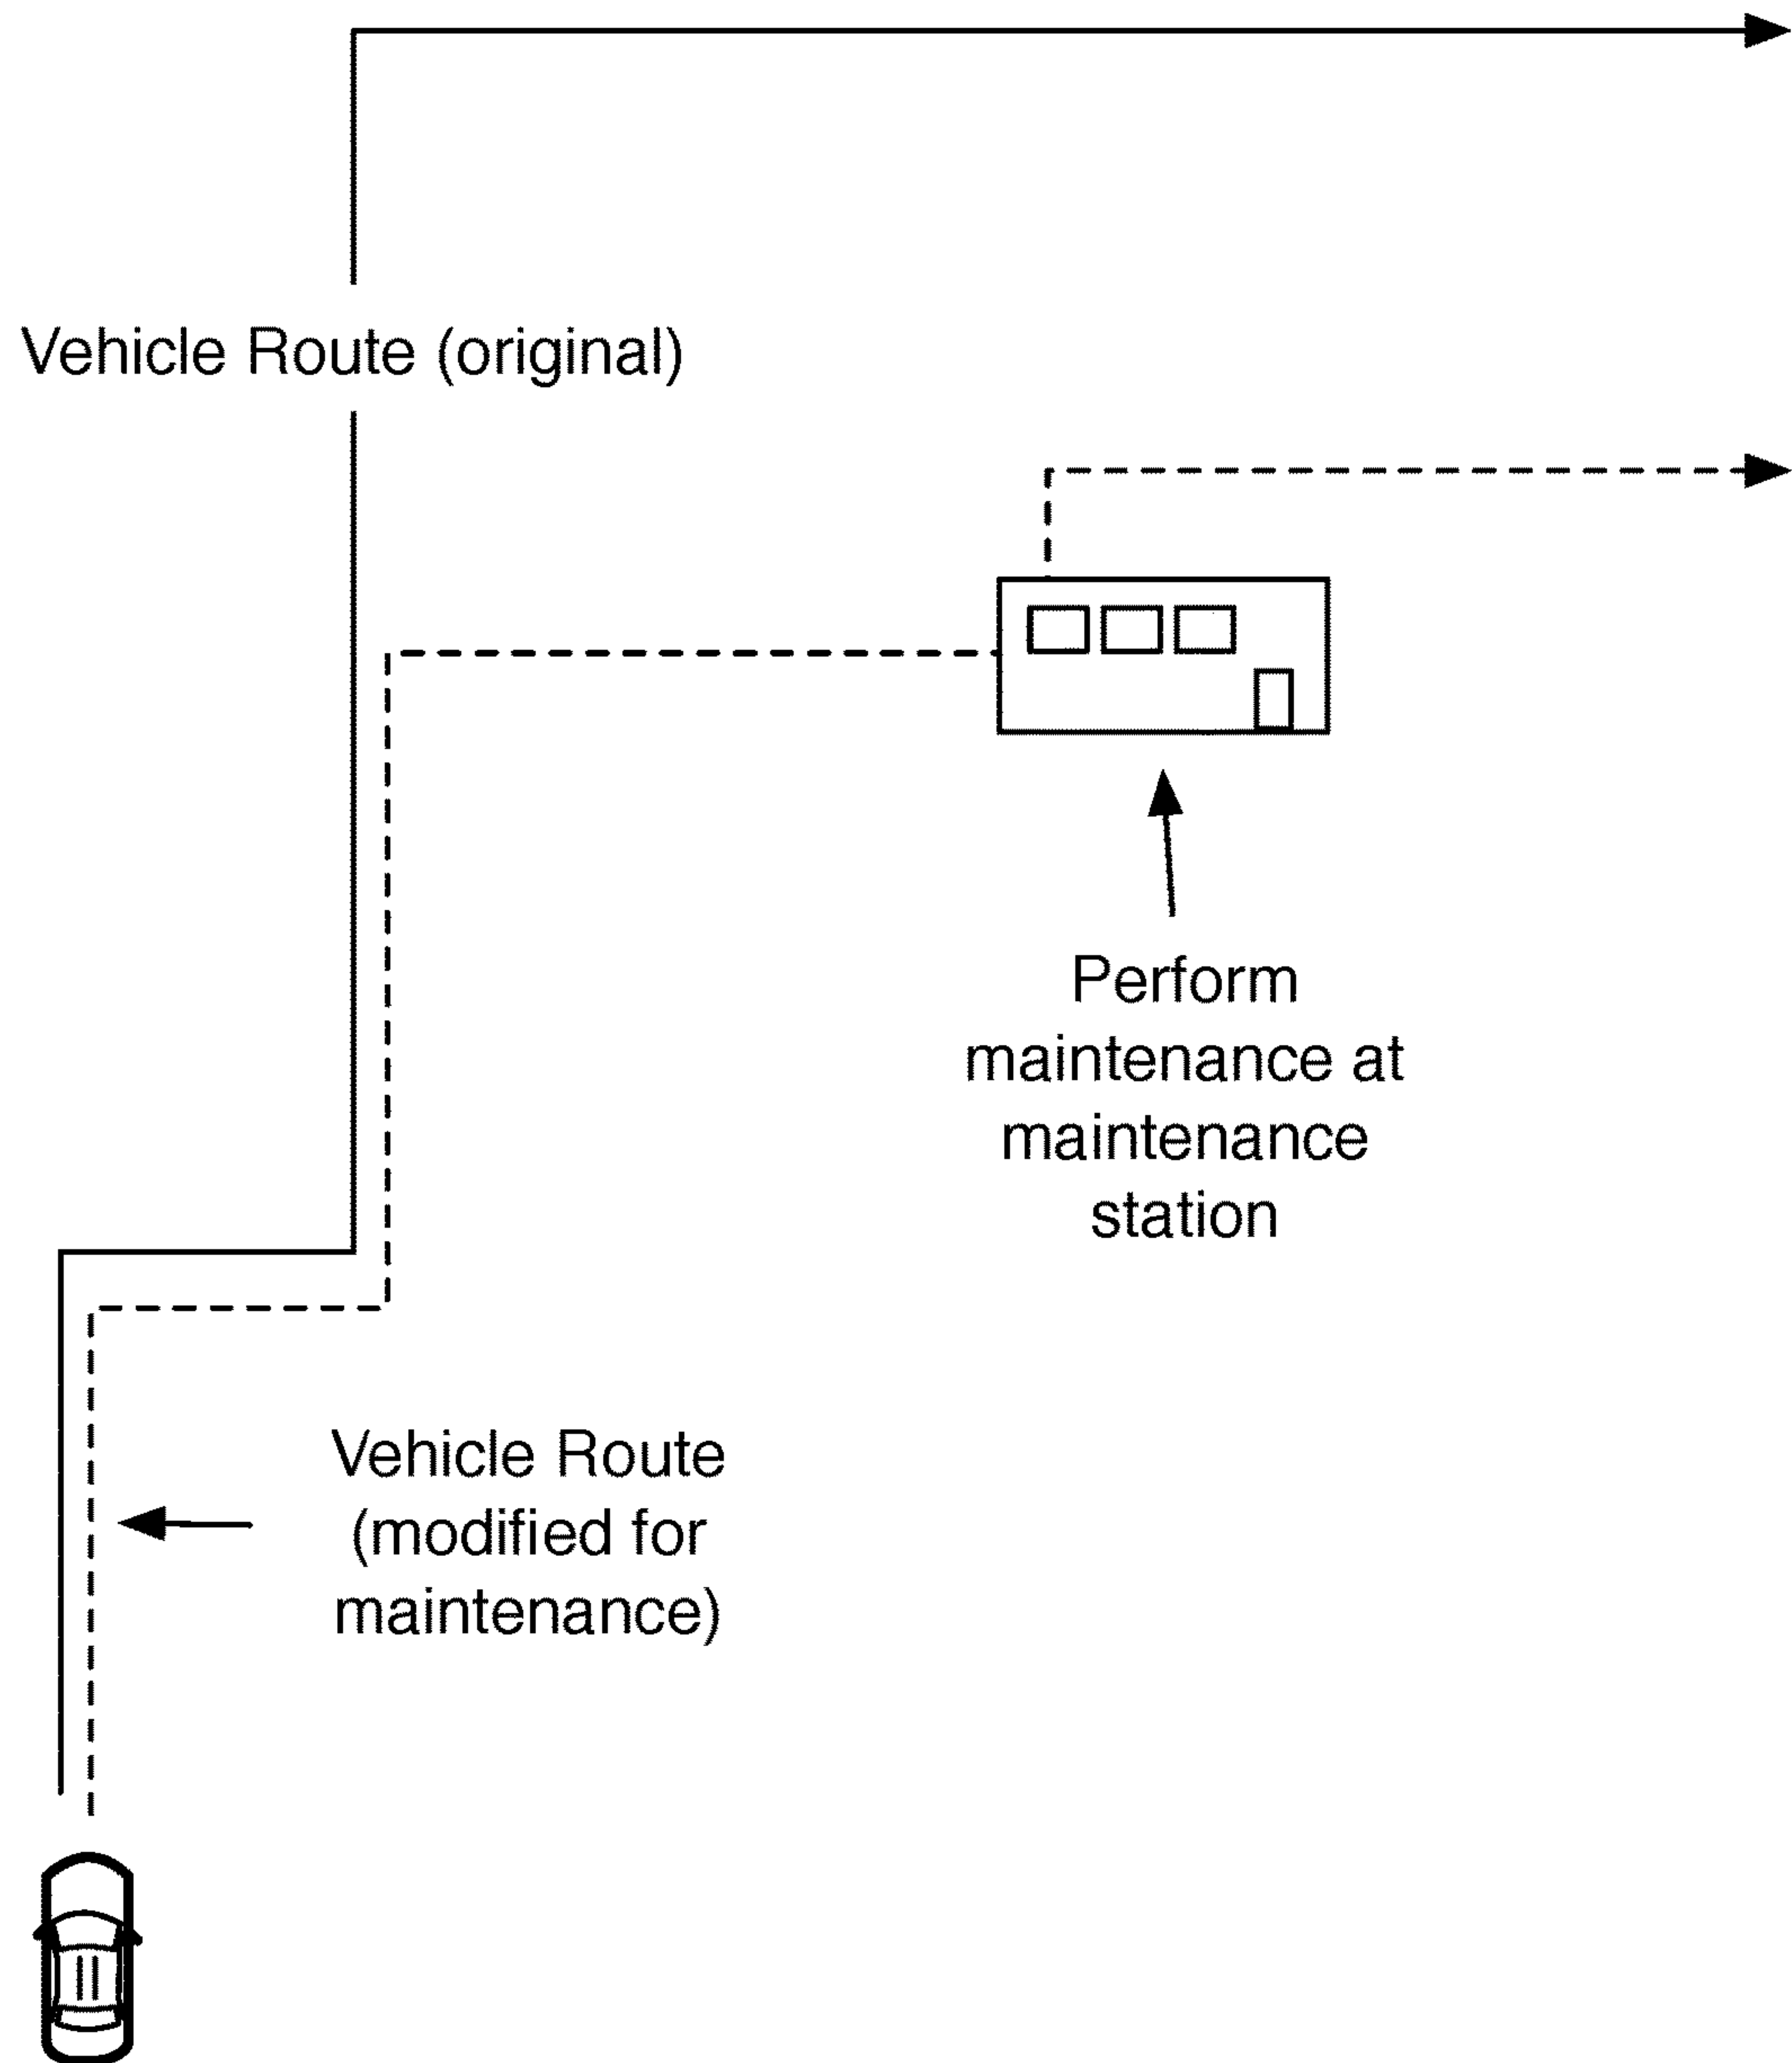 Vehicle Route (original)
Perform
maintenance at
maintenance
station
Vehicle Route
(modified for
maintenance)